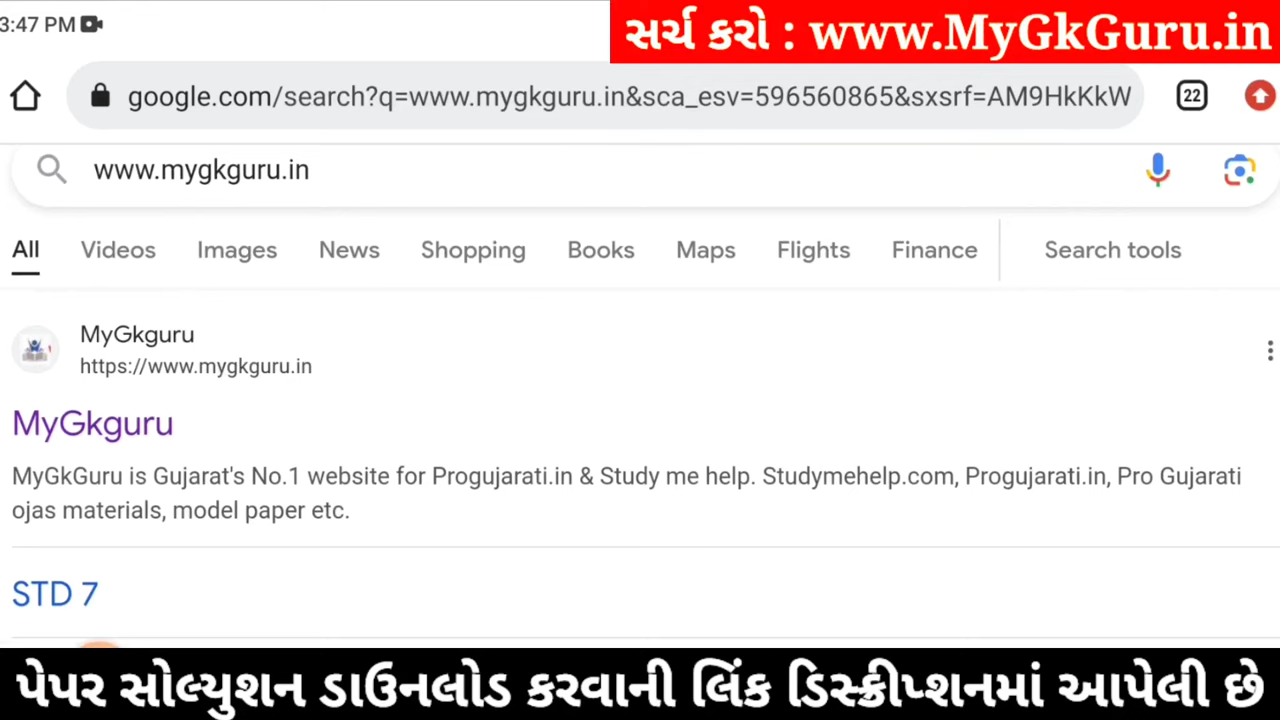 3:47 PM
સર્ચ કરો : www.MyGkGuru.in
google.com/search?q=www.mygkguru.in&sca_esv=596560865&sxsrf=AM9HkKkW
22
www.mygkguru.in
All Videos Images News Shopping Books Maps Flights Finance Search tools
MyGkguru
https://www.mygkguru.in
MyGkguru
MyGkGuru is Gujarat's No.1 website for Progujarati.in & Study me help. Studymehelp.com, Progujarati.in, Pro Gujarati
ojas materials, model paper etc.
STD 7
પેપર સોલ્યુશન ડાઉનલોડ કરવાની લિંક ડિસ્ક્રીપ્શનમાં આપેલી છે